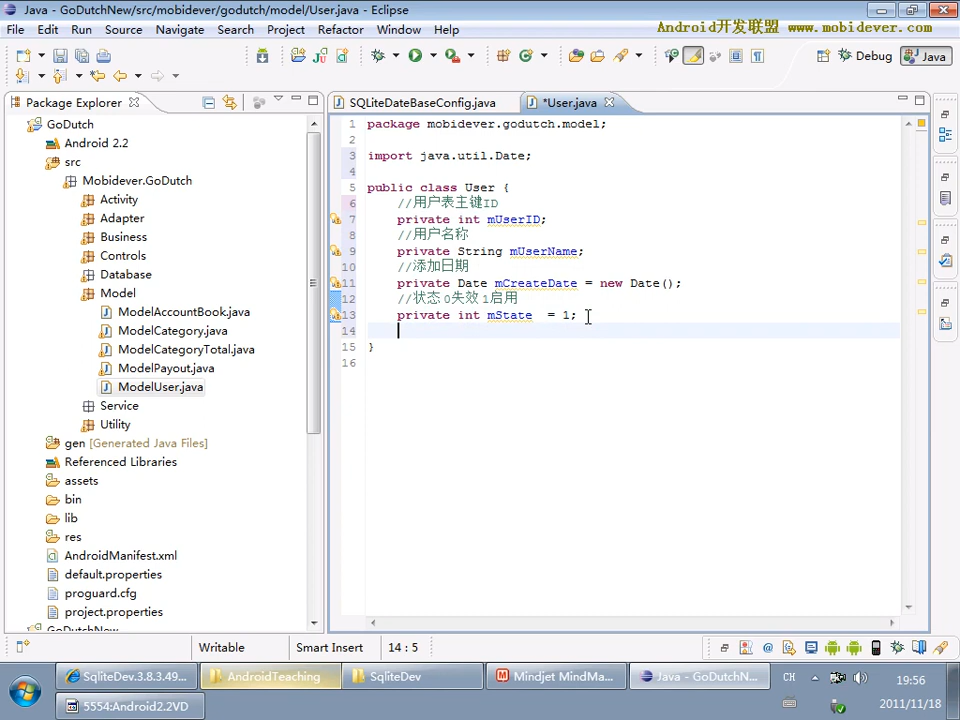 Java - GoDutchNew/src/mobidever/godutch/model/User.java - Eclipse
Android开发联盟 www.mobidever.com
File Edit Run Source Navigate Search Project Refactor Window Help
Debug
Java
Package Explorer
SQLiteDateBaseConfig.java
*User.java
GoDutch
Android 2.2
src
Mobidever.GoDutch
Activity
Adapter
Business
Controls
Database
Model
ModelAccountBook.java
ModelCategory.java
ModelCategoryTotal.java
ModelPayout.java
ModelUser.java
Service
Utility
gen [Generated Java Files]
Referenced Libraries
assets
bin
lib
res
AndroidManifest.xml
default.properties
proguard.cfg
project.properties
GoDutchNew
1 package mobidever.godutch.model;
2
3 import java.util.Date;
4
5 public class User {
6 //用户表主键ID
7 private int mUserID;
8 //用户名称
9 private String mUserName;
10 //添加日期
11 private Date mCreateDate = new Date();
12 //状态 0失效 1启用
13 private int mState  = 1;
14
15 }
16
Writable
Smart Insert
14 : 5
SqliteDev.3.8.3.49...
AndroidTeaching
SqliteDev
Mindjet MindMa...
Java - GoDutchN...
CH
19:56
5554:Android2.2VD
2011/11/18